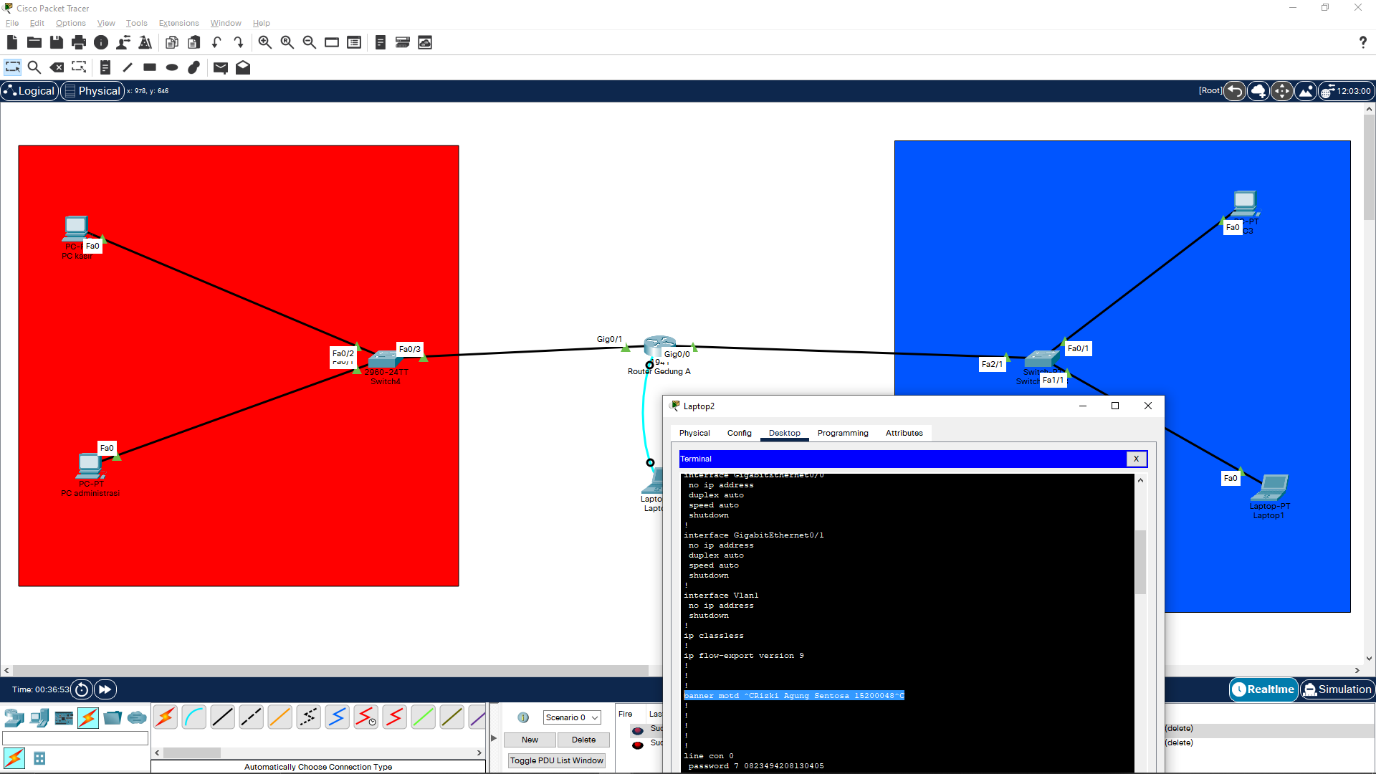 Cisco Packet Tracer
File Edit Options View Tools Extensions Window Help
Logical Physical x: 978, y: 646 [Root] 12:03:00
Fa0
PC kasir
Fa0/2
Fa0/3
2960-24TT
Switch4
Fa0
PC-PT
PC administrasi
Gig0/1
Gig0/0
Router Gedung A
Fa0
Fa0/1
Fa2/1
Fa1/1
Fa0
Laptop-PT
Laptop1
Laptop2
Physical Config Desktop Programming Attributes
Terminal X
interface GigabitEthernet0/0
no ip address
duplex auto
speed auto
shutdown
!
interface GigabitEthernet0/1
no ip address
duplex auto
speed auto
shutdown
!
interface Vlan1
no ip address
shutdown
!
ip classless
!
ip flow-export version 9
!
!
!
banner motd ^CRizki Agung Sentosa 15200048^C
!
!
!
!
!
line con 0
password 7 0823494208130405
Time: 00:36:53
Realtime Simulation
Scenario 0
New Delete
Toggle PDU List Window
Fire
(delete)
(delete)
Automatically Choose Connection Type